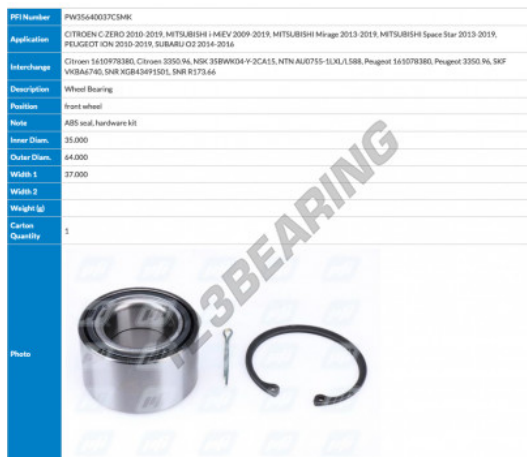 PFI Number PW35640037CSMK
Application CITROEN C-ZERO 2010-2019, MITSUBISHI i-MiEV 2009-2019, MITSUBISHI Mirage 2013-2019, MITSUBISHI Space Star 2013-2019,
PEUGEOT ION 2010-2019, SUBARU O2 2014-2016
Interchange Citroen 1610978380, Citroen 3350.96, NSK 35BWK04-Y-2CA15, NTN AU0755-1LXL/L588, Peugeot 161078380, Peugeot 3350.96, SKF
VKBA6740, SNR XGB43491S01, SNR R173.66
Description Wheel Bearing
Position front wheel
Note ABS seal, hardware kit
Inner Diam. 35.000
Outer Diam. 64.000
Width 1 37.000
Width 2
Weight (g)
Carton
Quantity 1
Photo
123BEARING